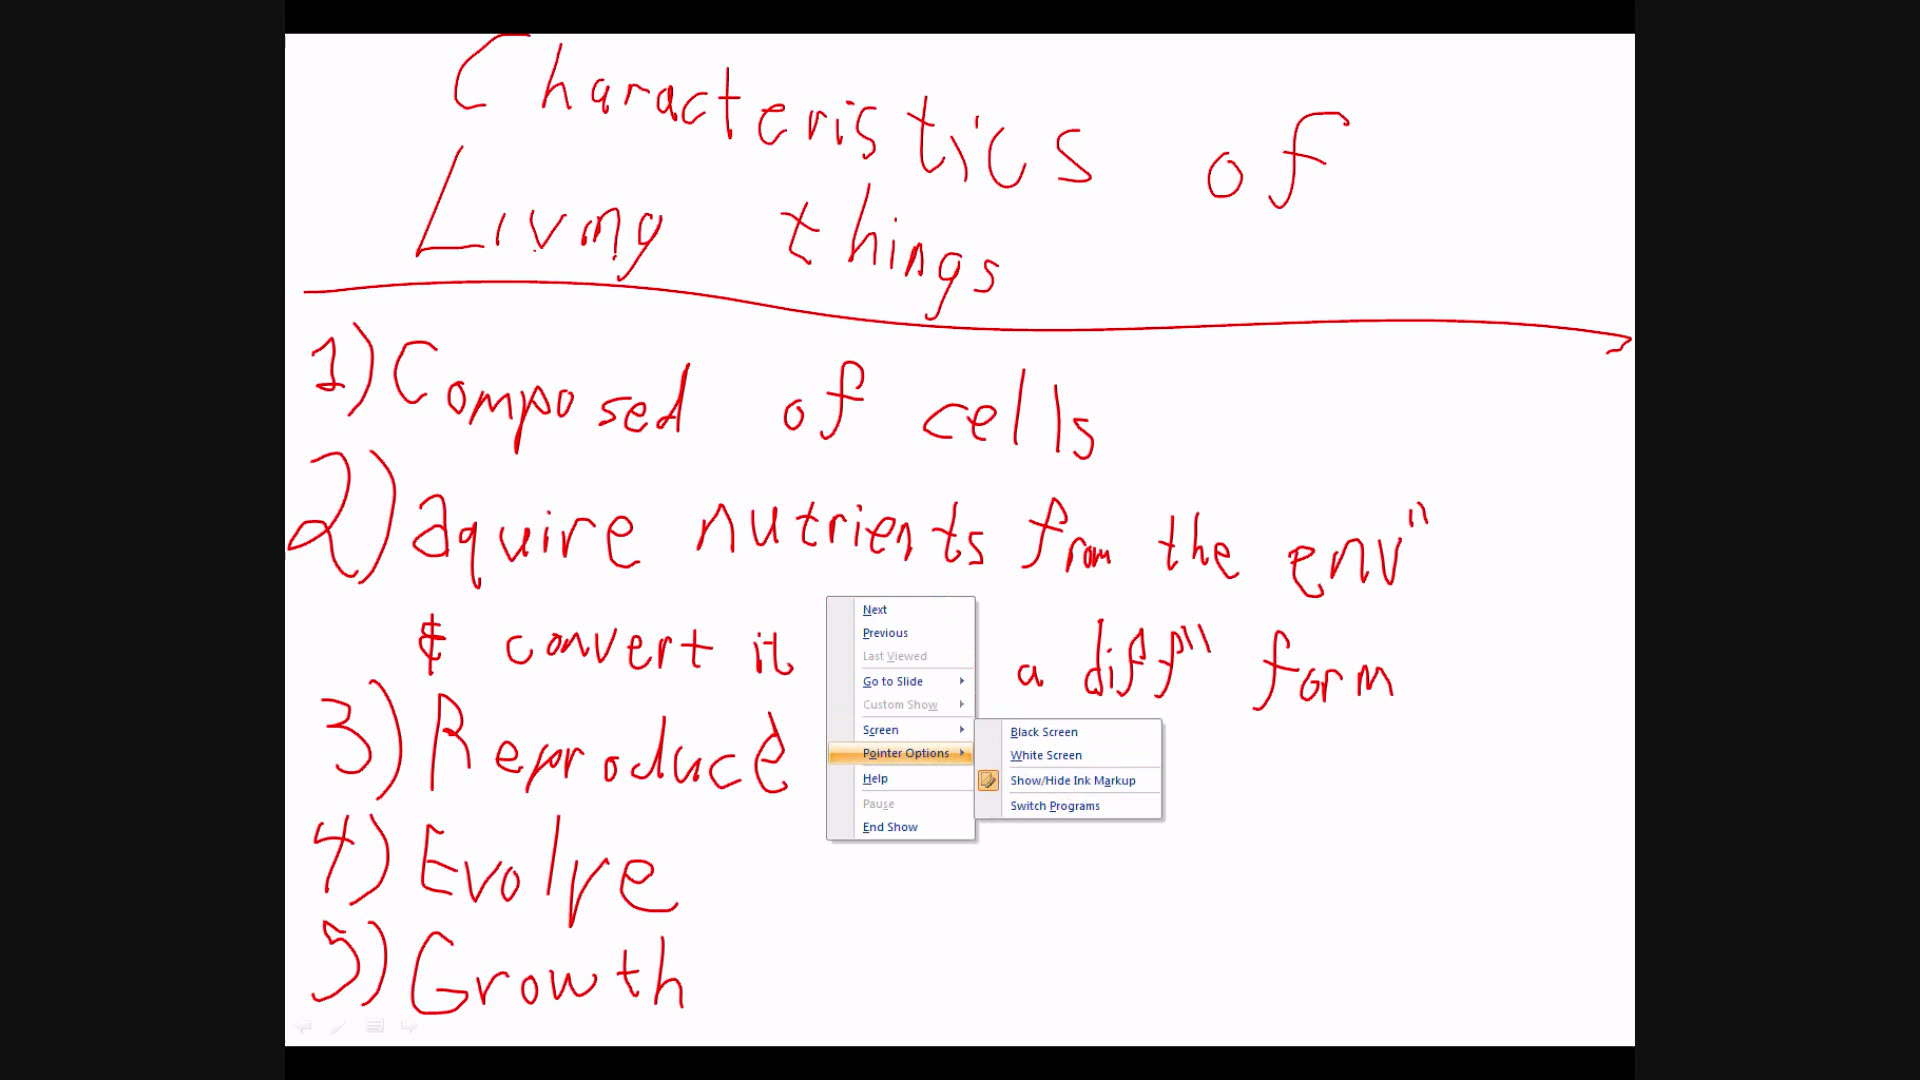 Characteristics of
Living things
1) Composed of cells
2) aquire nutrients from the env"
& convert it a diff" form
3) Reproduce
4) Evolve
5) Growth
Next
Previous
Last Viewed
Go to Slide
Custom Show
Screen
Pointer Options
Help
Pause
End Show
Black Screen
White Screen
Show/Hide Ink Markup
Switch Programs